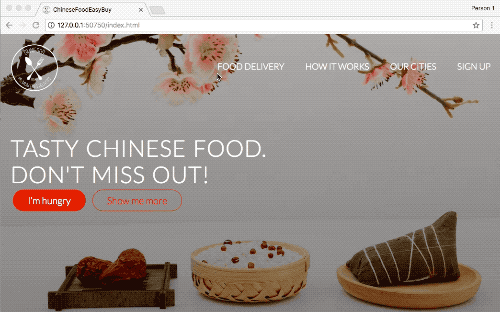 ChineseFoodEasyBuy
Person 1
127.0.0.1:50750/index.html
FOOD DELIVERY
HOW IT WORKS
OUR CITIES
SIGN UP
TASTY CHINESE FOOD.
DON'T MISS OUT!
I'm hungry
Show me more